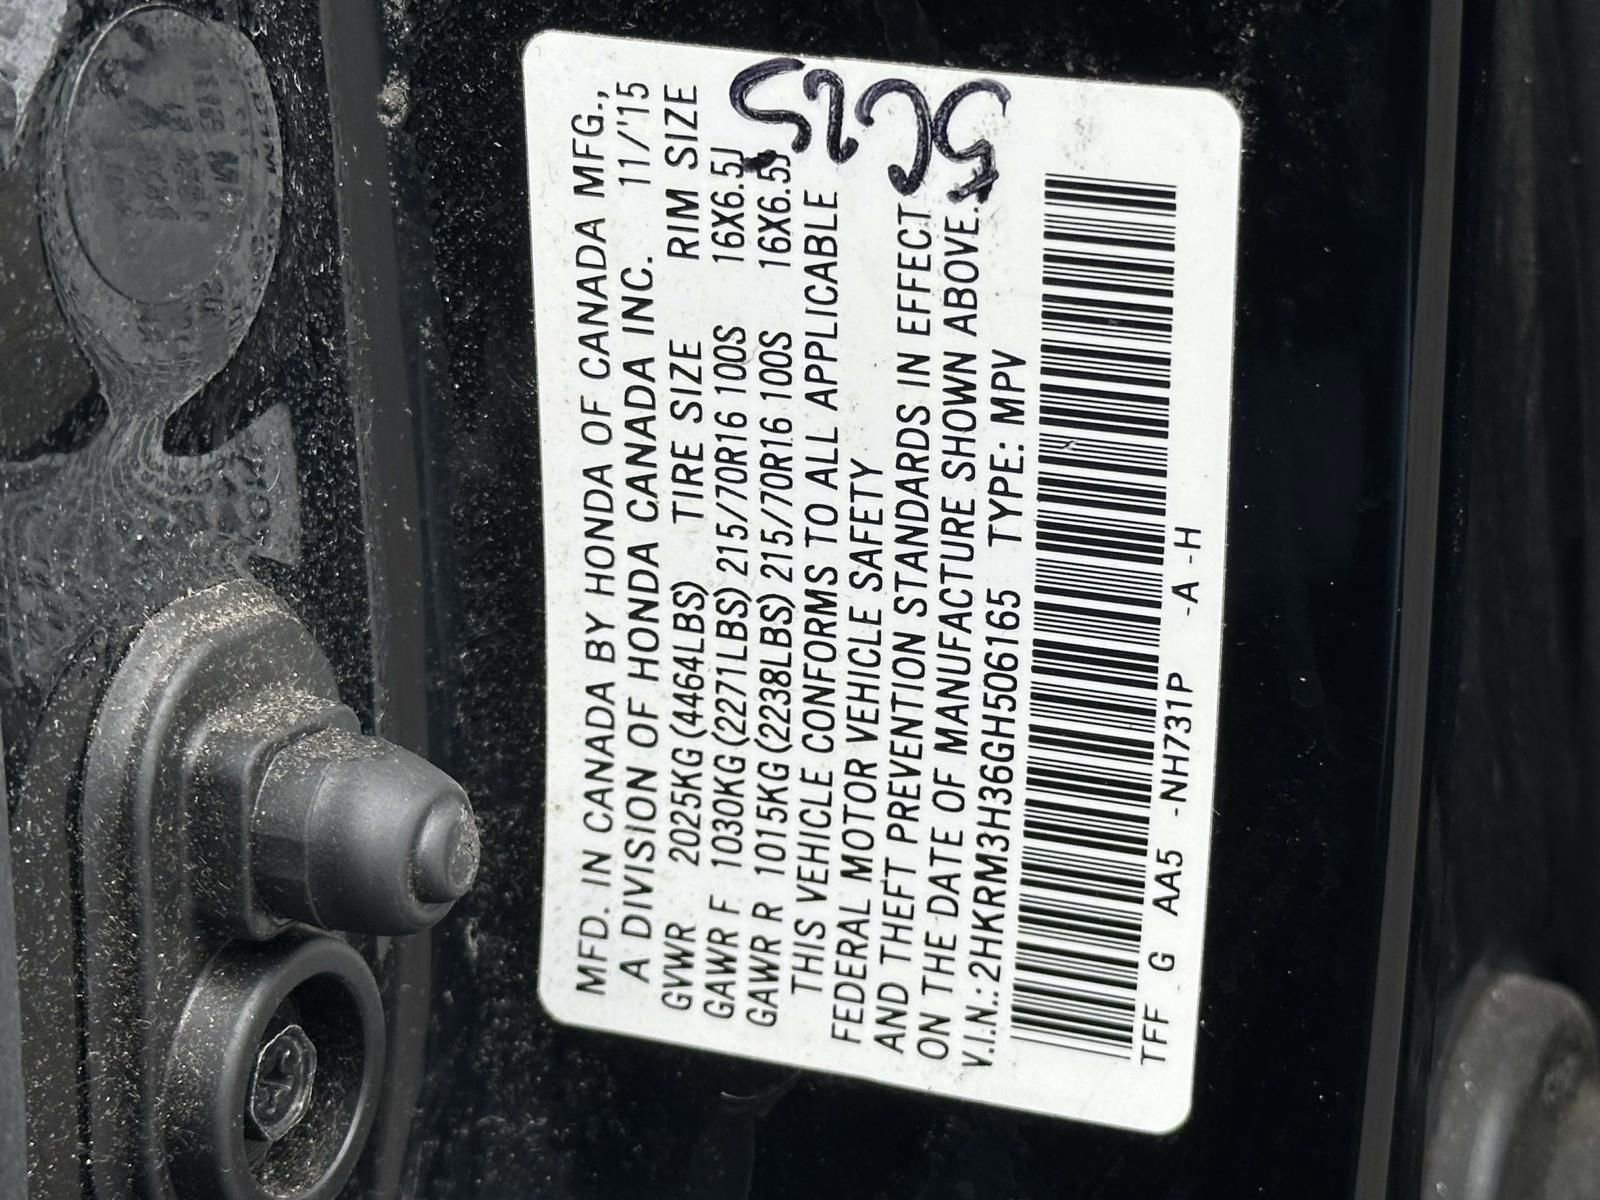 MFD. IN CANADA BY HONDA OF CANADA MFG.,
A DIVISION OF HONDA CANADA INC. 11/'15
GVWR 2025KG (4464LBS) TIRE SIZE RIM SIZE
GAWR F 1030KG (2271LBS) 215/70R16 100S 16X6.5J
GAWR R 1015KG (2238LBS) 215/70R16 100S 16X6.5J
THIS VEHICLE CONFORMS TO ALL APPLICABLE
FEDERAL MOTOR VEHICLE SAFETY
AND THEFT PREVENTION STANDARDS IN EFFECT
ON THE DATE OF MANUFACTURE SHOWN ABOVE.
V.I.N.: 2HKRM3H36GH506165 TYPE: MPV
TFF G AA5 -NH731P -A -H